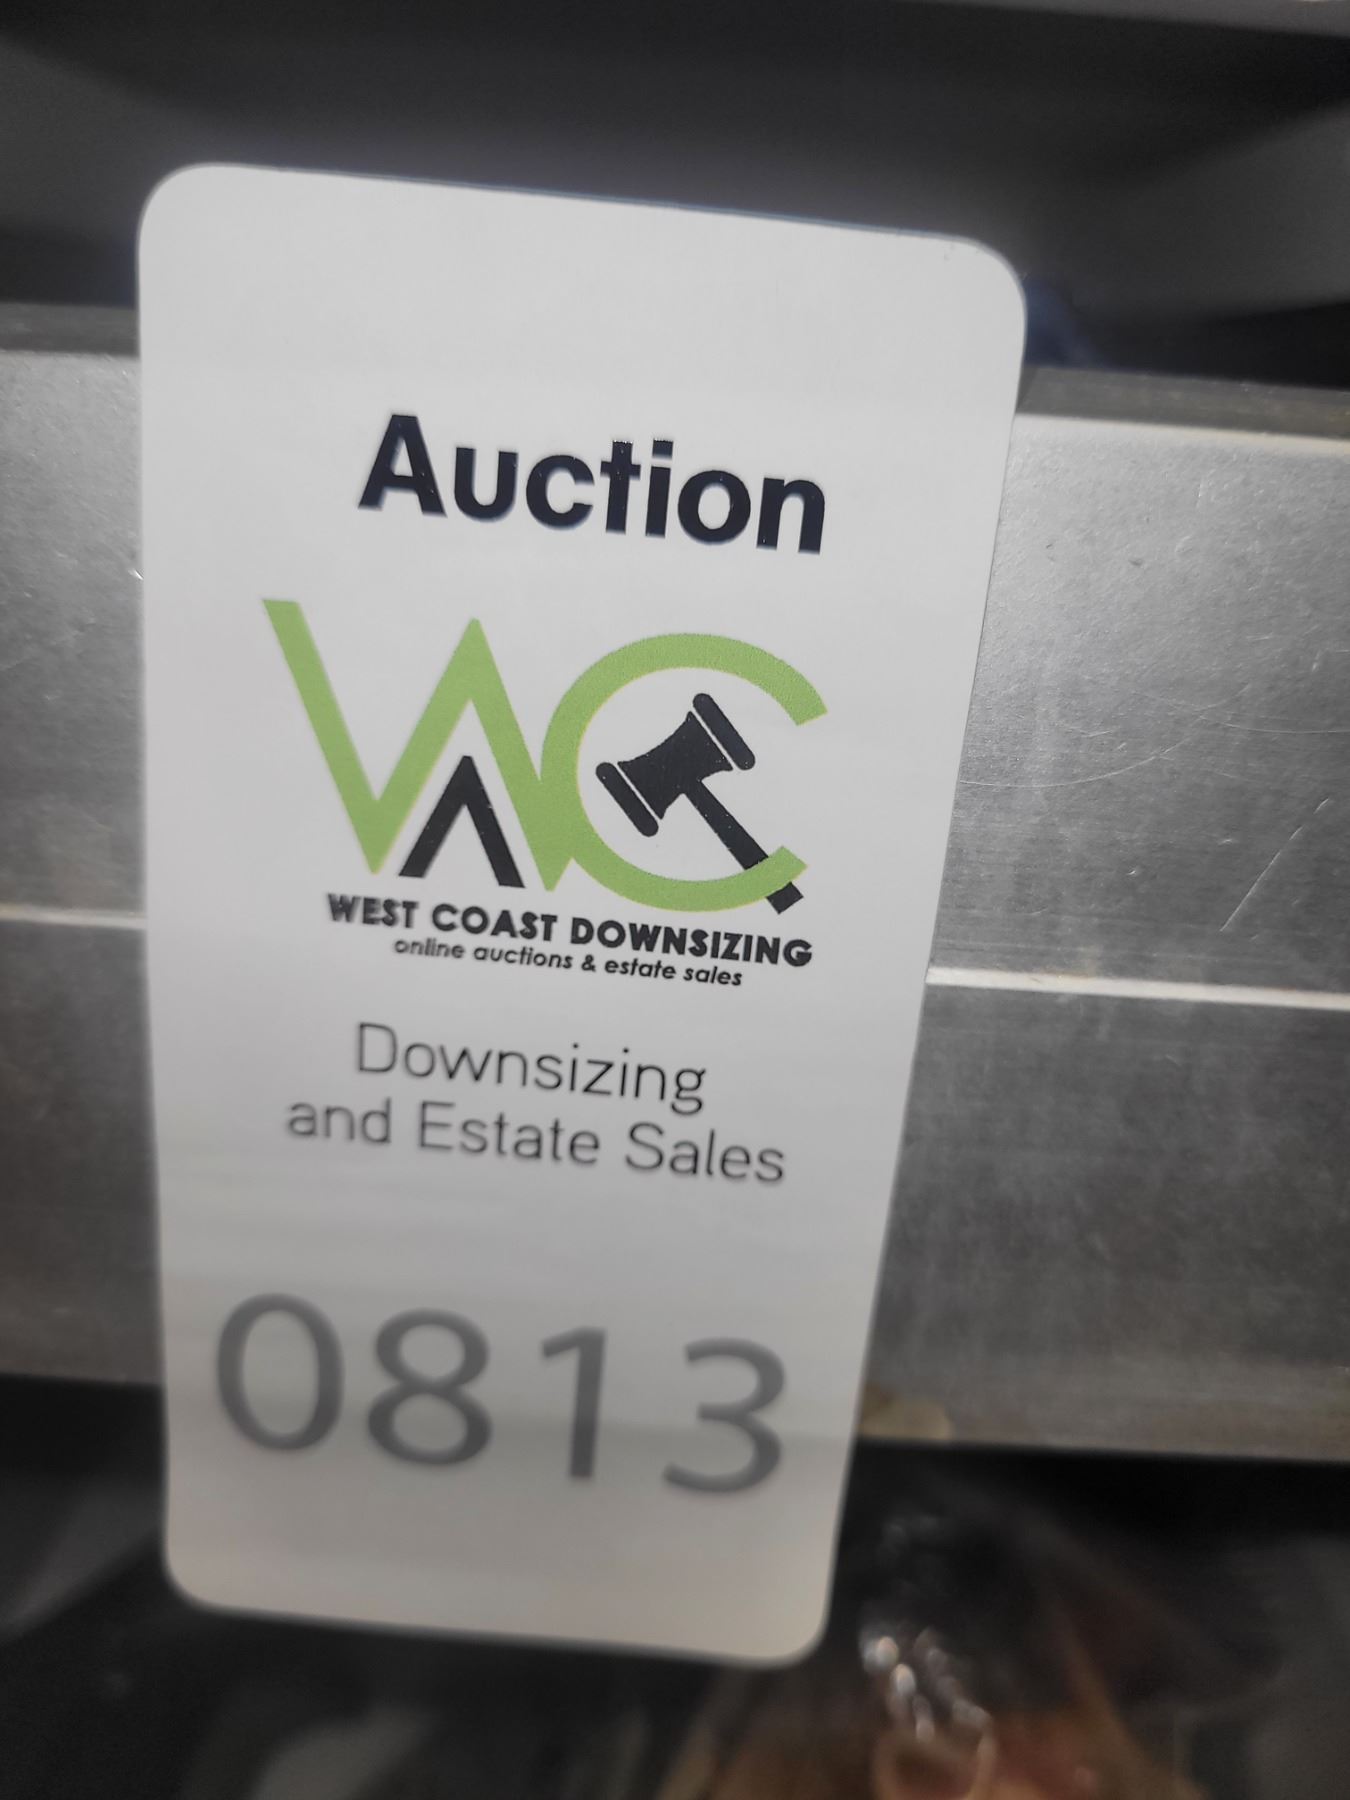 Auction
WC
WEST COAST DOWNSIZING
online auctions & estate sales
Downsizing
and Estate Sales
0813